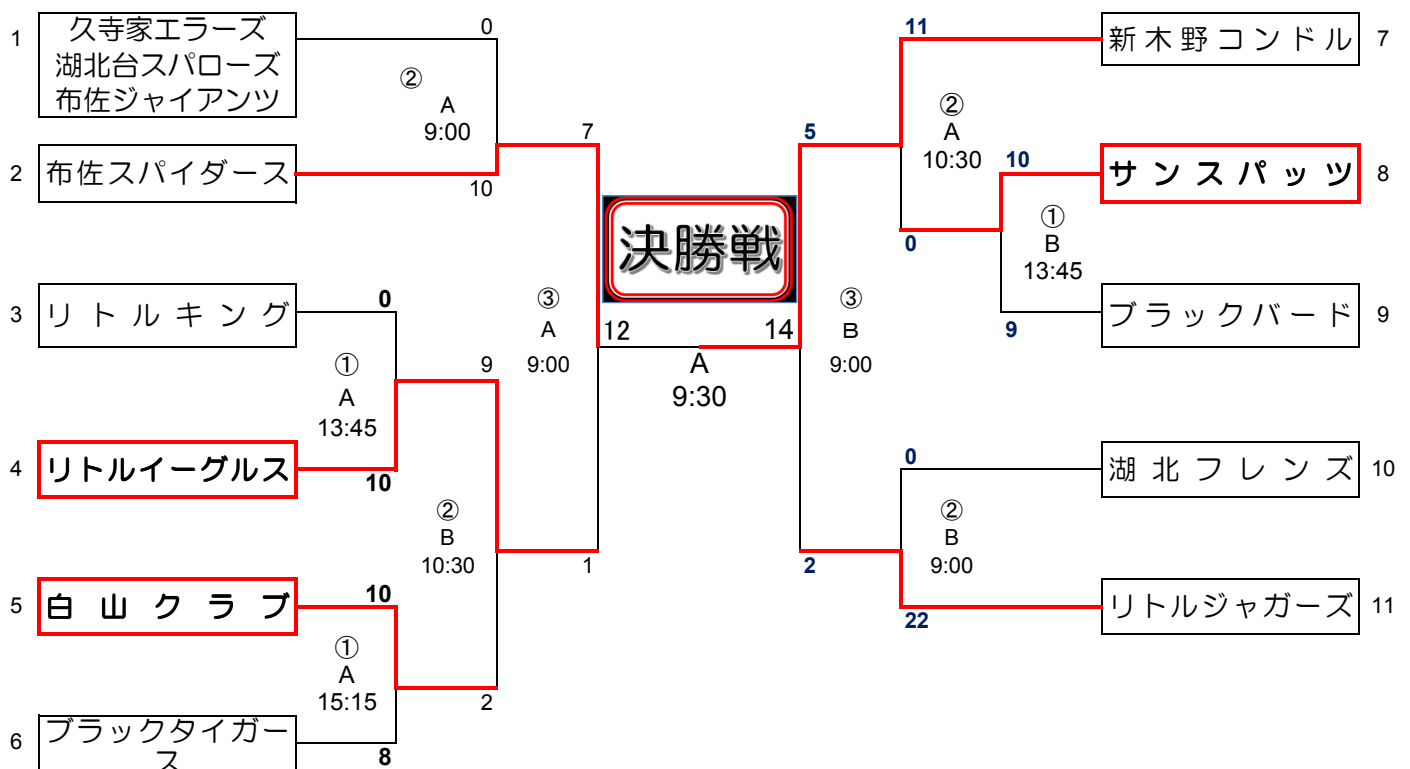 1
久寺家エラーズ
湖北台スパローズ
布佐ジャイアンツ
0
②
A
9:00
2
布佐スパイダース
10
7
3
リトルキング
0
①
A
13:45
4
リトルイーグルス
10
9
②
B
10:30
5
白山クラブ
10
①
A
15:15
2
6
ブラックタイガー
ス
8
③
A
9:00
1
決勝戦
12
14
A
9:30
5
③
B
9:00
2
11
新木野コンドル
7
②
A
10:30
10
サンスパッツ
8
0
①
B
13:45
9
ブラックバード
9
0
湖北フレンズ
10
②
B
9:00
22
リトルジャガーズ
11